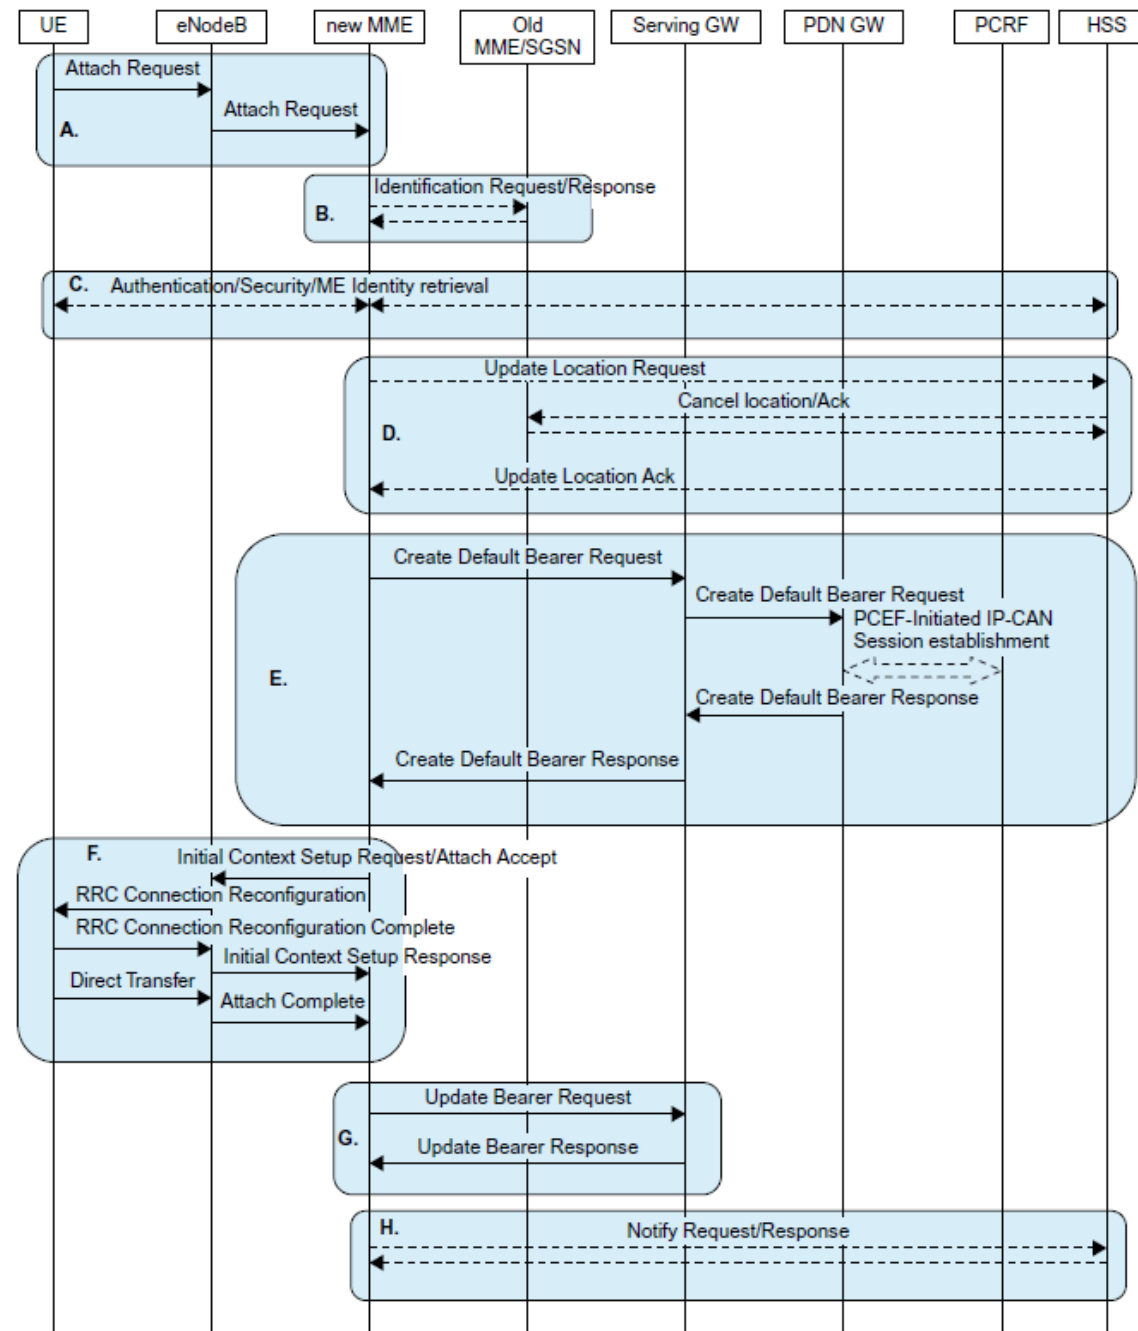 UE
eNodeB
new MME
Old
MME/SGSN
Serving GW
PDN GW
PCRF
HSS
Attach Request
Attach Request
A.
Identification Request/Response
B.
C.
Authentication/Security/ME Identity retrieval
Update Location Request
Cancel location/Ack
D.
Update Location Ack
Create Default Bearer Request
Create Default Bearer Request
PCEF-Initiated IP-CAN
Session establishment
E.
Create Default Bearer Response
Create Default Bearer Response
F.
Initial Context Setup Request/Attach Accept
RRC Connection Reconfiguration
RRC Connection Reconfiguration Complete
Initial Context Setup Response
Direct Transfer
Attach Complete
Update Bearer Request
G.
Update Bearer Response
H.
Notify Request/Response